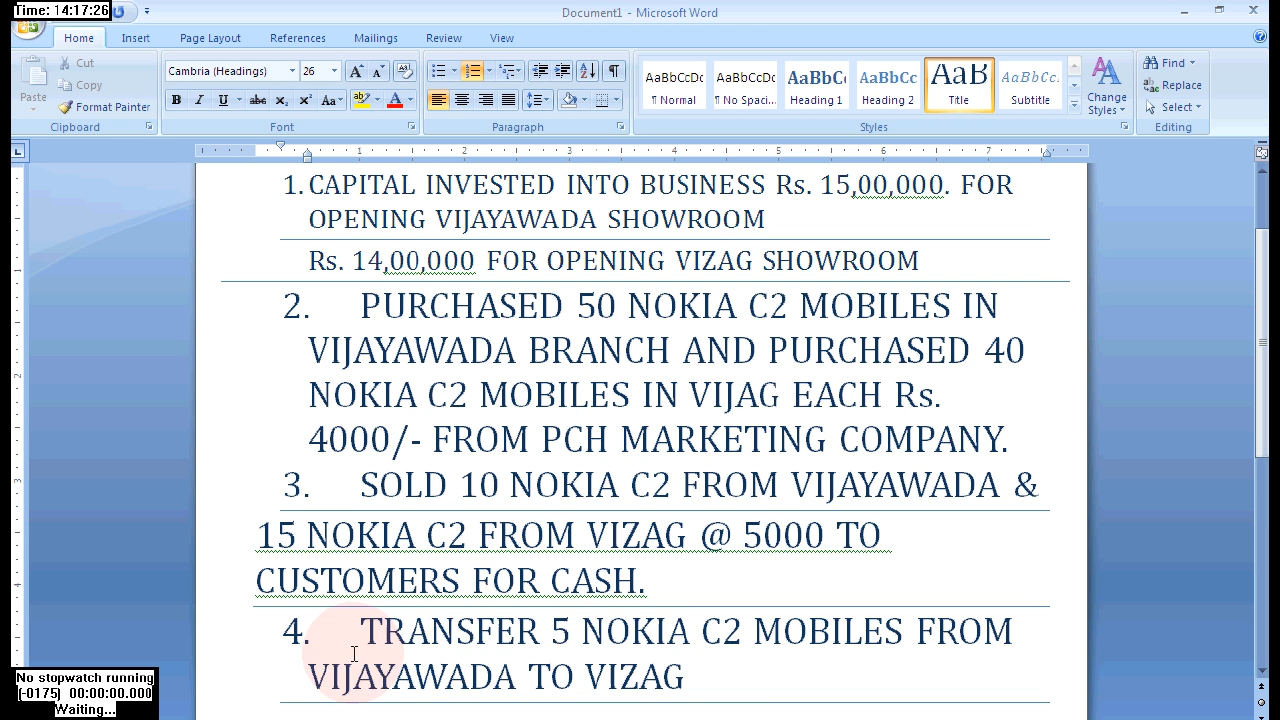 Time: 14:17:26
Document1 - Microsoft Word
Home Insert Page Layout References Mailings Review View
Paste
Cut
Copy
Format Painter
Clipboard
Cambria (Headings) 26
Font
Paragraph
AaBbCcDc AaBbCcDc AaBbC AaBbCc AaB AaBbCc.
¶ Normal ¶ No Spaci... Heading 1 Heading 2 Title Subtitle
Change Styles
Styles
Find
Replace
Select
Editing
1. CAPITAL INVESTED INTO BUSINESS Rs. 15,00,000. FOR
OPENING VIJAYAWADA SHOWROOM
Rs. 14,00,000 FOR OPENING VIZAG SHOWROOM
2. PURCHASED 50 NOKIA C2 MOBILES IN
VIJAYAWADA BRANCH AND PURCHASED 40
NOKIA C2 MOBILES IN VIJAG EACH Rs.
4000/- FROM PCH MARKETING COMPANY.
3. SOLD 10 NOKIA C2 FROM VIJAYAWADA &
15 NOKIA C2 FROM VIZAG @ 5000 TO
CUSTOMERS FOR CASH.
4. TRANSFER 5 NOKIA C2 MOBILES FROM
VIJAYAWADA TO VIZAG
No stopwatch running
[-0175] 00:00:00.000
Waiting...